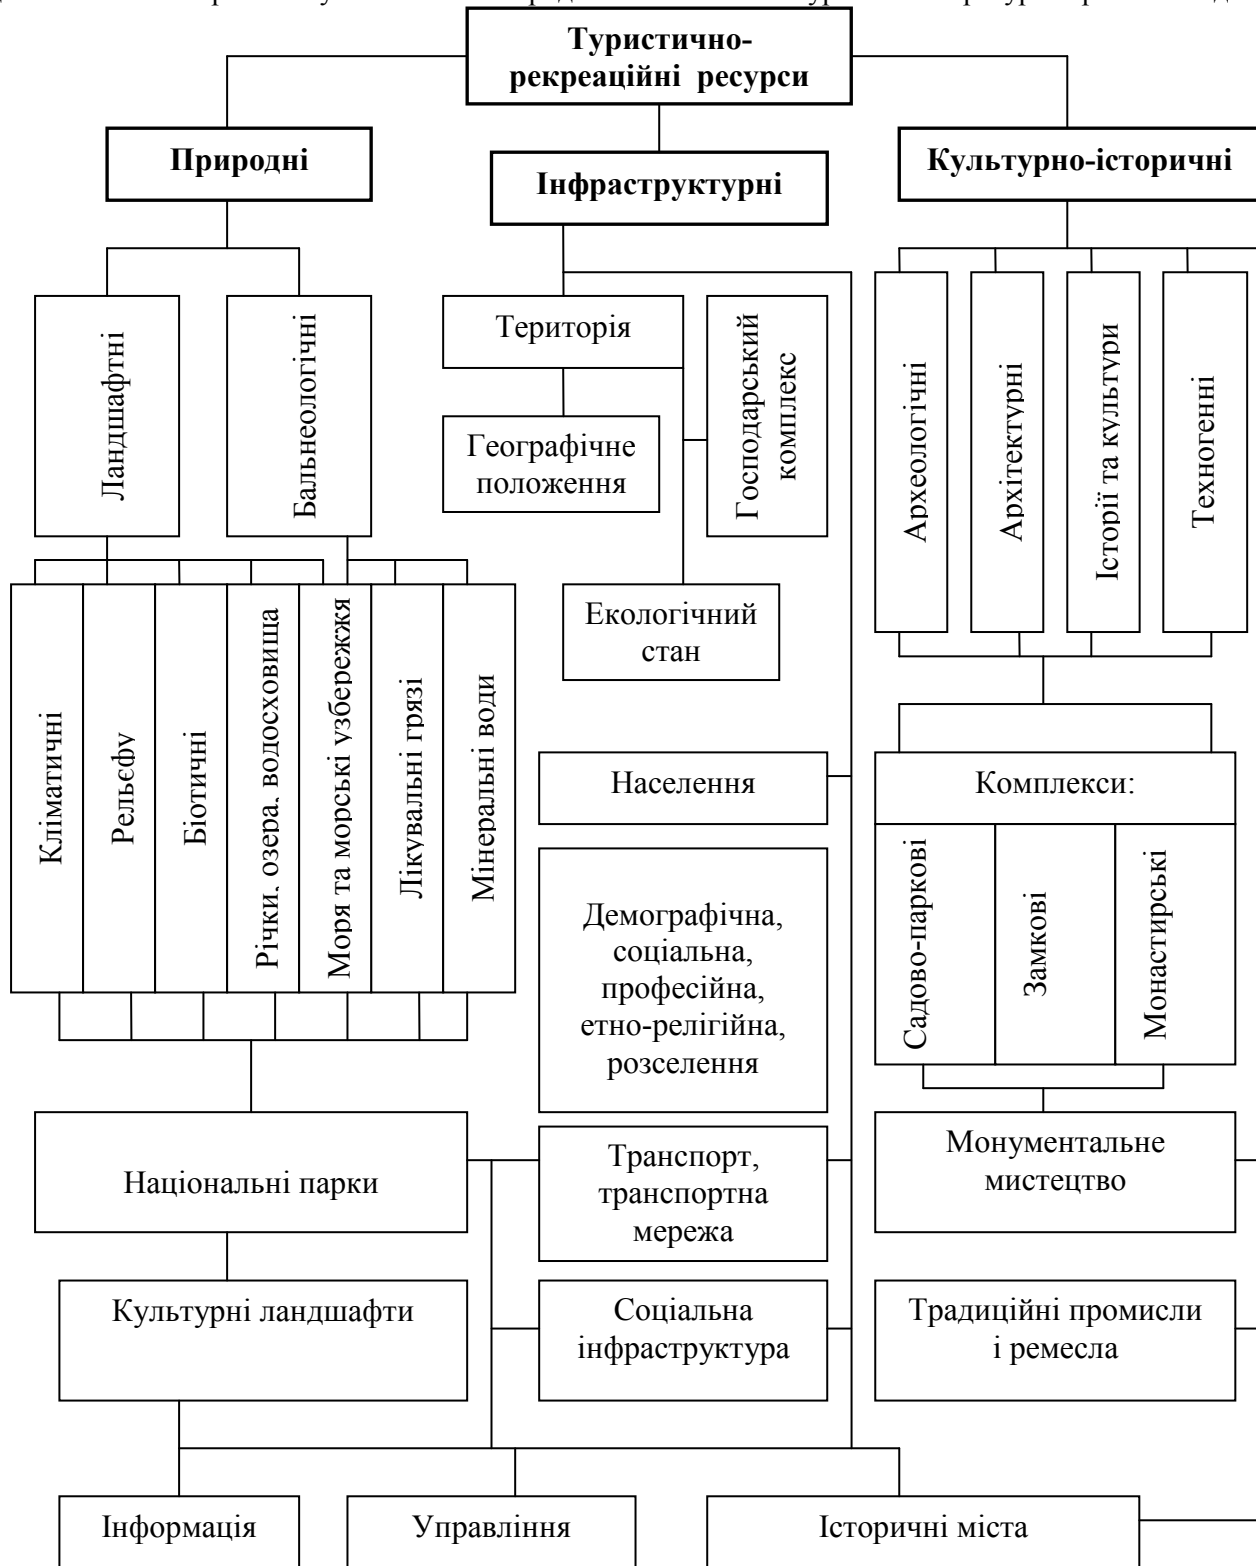 Туристично-
рекреаційні ресурси
Природні
Інфраструктурні
Культурно-історичні
Ландшафтні
Бальнеологічні
Територія
Географічне
положення
Господарський
комплекс
Екологічний
стан
Археологічні
Архітектурні
Історії та культури
Техногенні
Кліматичні
Рельєфу
Біотичні
Річки, озера, водосховища
Моря та морські узбережжя
Лікувальні грязі
Мінеральні води
Населення
Демографічна,
соціальна,
професійна,
етно-релігійна,
розселення
Комплекси:
Садово-паркові
Замкові
Монастирські
Національні парки
Транспорт,
транспортна
мережа
Монументальне
мистецтво
Культурні ландшафти
Соціальна
інфраструктура
Традиційні промисли
і ремесла
Інформація
Управління
Історичні міста